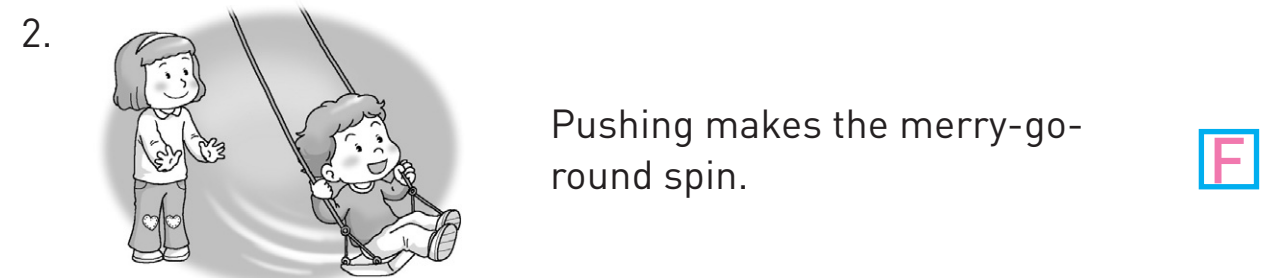 2.
Pushing makes the merry-go-
round spin.
F